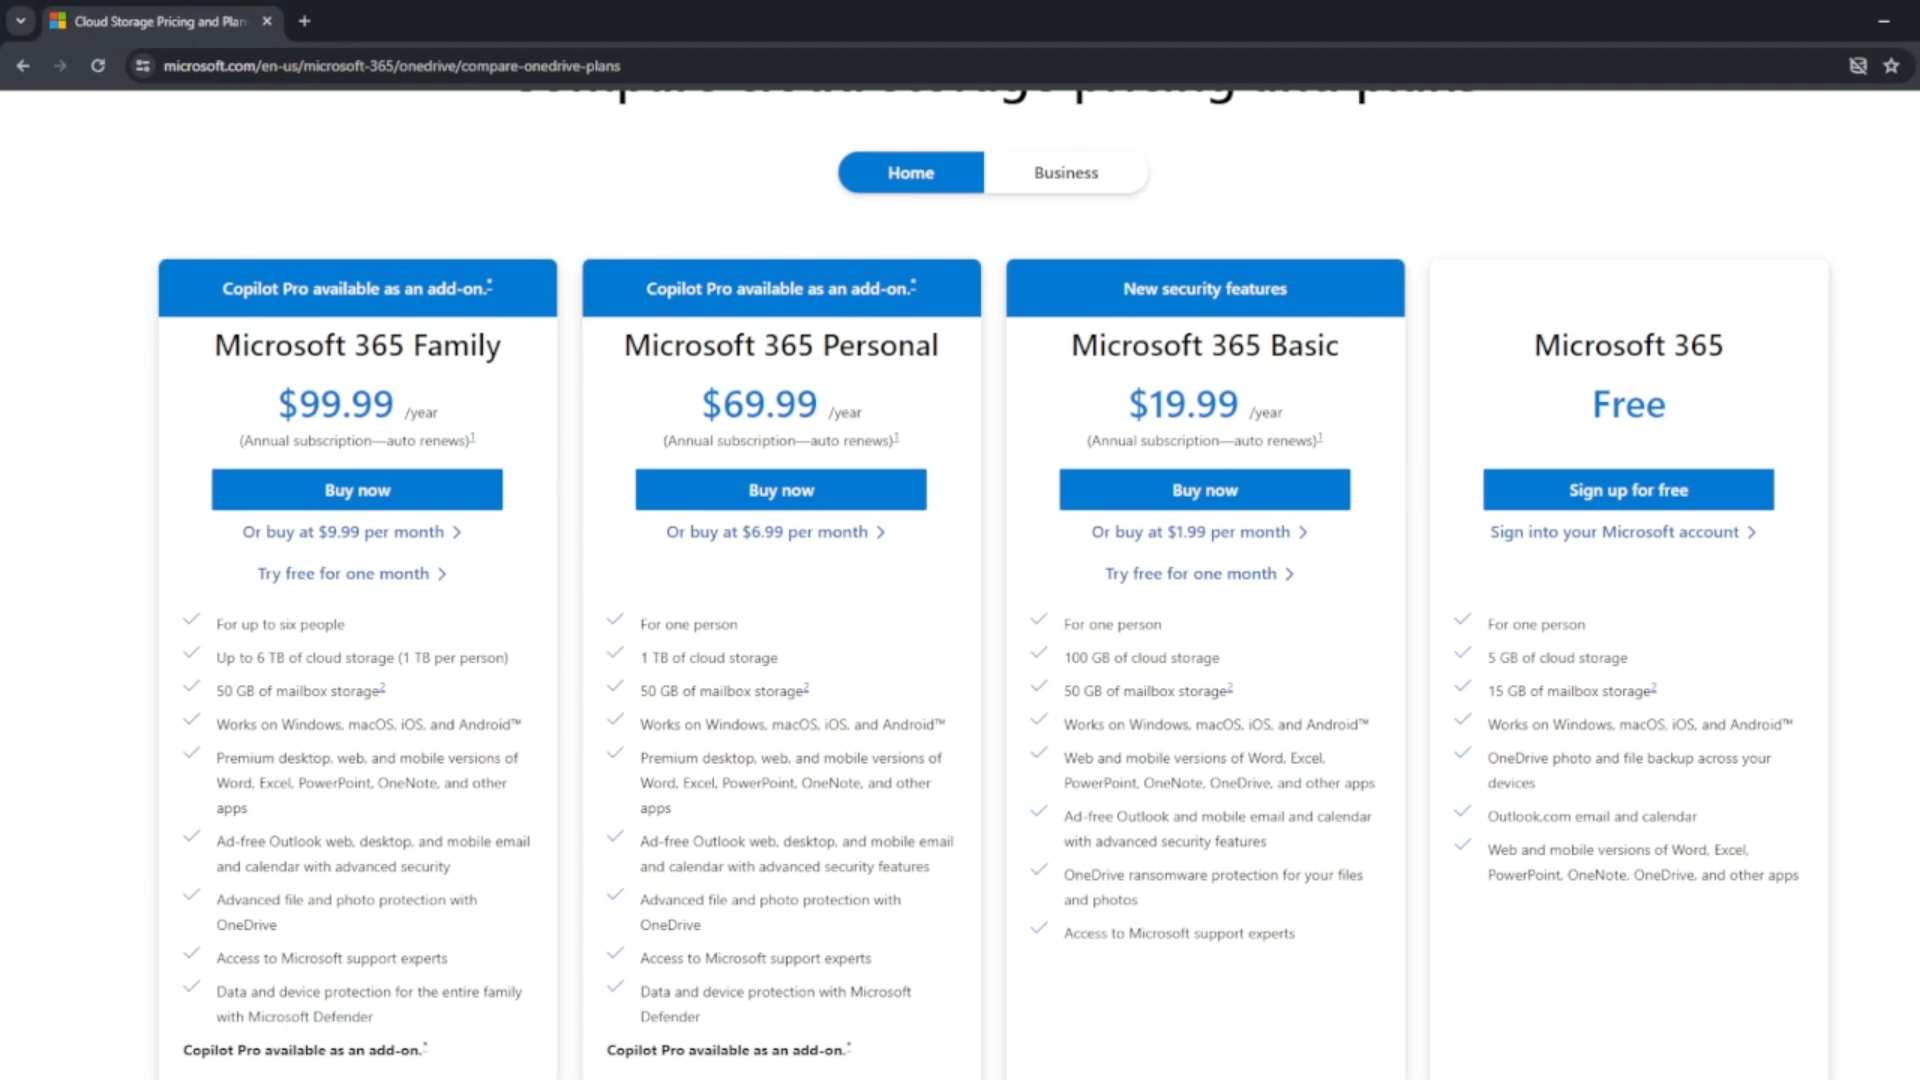 Cloud Storage Pricing and Plan
microsoft.com/en-us/microsoft-365/onedrive/compare-onedrive-plans
Compare cloud storage pricing and plans
Home
Business
Copilot Pro available as an add-on.*
Microsoft 365 Family
$99.99 /year
(Annual subscription—auto renews)1
Buy now
Or buy at $9.99 per month
Try free for one month
For up to six people
Up to 6 TB of cloud storage (1 TB per person)
50 GB of mailbox storage2
Works on Windows, macOS, iOS, and Android™
Premium desktop, web, and mobile versions of
Word, Excel, PowerPoint, OneNote, and other
apps
Ad-free Outlook web, desktop, and mobile email
and calendar with advanced security
Advanced file and photo protection with
OneDrive
Access to Microsoft support experts
Data and device protection for the entire family
with Microsoft Defender
Copilot Pro available as an add-on.*
Copilot Pro available as an add-on.*
Microsoft 365 Personal
$69.99 /year
(Annual subscription—auto renews)1
Buy now
Or buy at $6.99 per month
For one person
1 TB of cloud storage
50 GB of mailbox storage2
Works on Windows, macOS, iOS, and Android™
Premium desktop, web, and mobile versions of
Word, Excel, PowerPoint, OneNote, and other
apps
Ad-free Outlook web, desktop, and mobile email
and calendar with advanced security features
Advanced file and photo protection with
OneDrive
Access to Microsoft support experts
Data and device protection with Microsoft
Defender
Copilot Pro available as an add-on.*
New security features
Microsoft 365 Basic
$19.99 /year
(Annual subscription—auto renews)1
Buy now
Or buy at $1.99 per month
Try free for one month
For one person
100 GB of cloud storage
50 GB of mailbox storage2
Works on Windows, macOS, iOS, and Android™
Web and mobile versions of Word, Excel,
PowerPoint, OneNote, OneDrive, and other apps
Ad-free Outlook and mobile email and calendar
with advanced security features
OneDrive ransomware protection for your files
and photos
Access to Microsoft support experts
Microsoft 365
Free
Sign up for free
Sign into your Microsoft account
For one person
5 GB of cloud storage
15 GB of mailbox storage2
Works on Windows, macOS, iOS, and Android™
OneDrive photo and file backup across your
devices
Outlook.com email and calendar
Web and mobile versions of Word, Excel,
PowerPoint, OneNote, OneDrive, and other apps